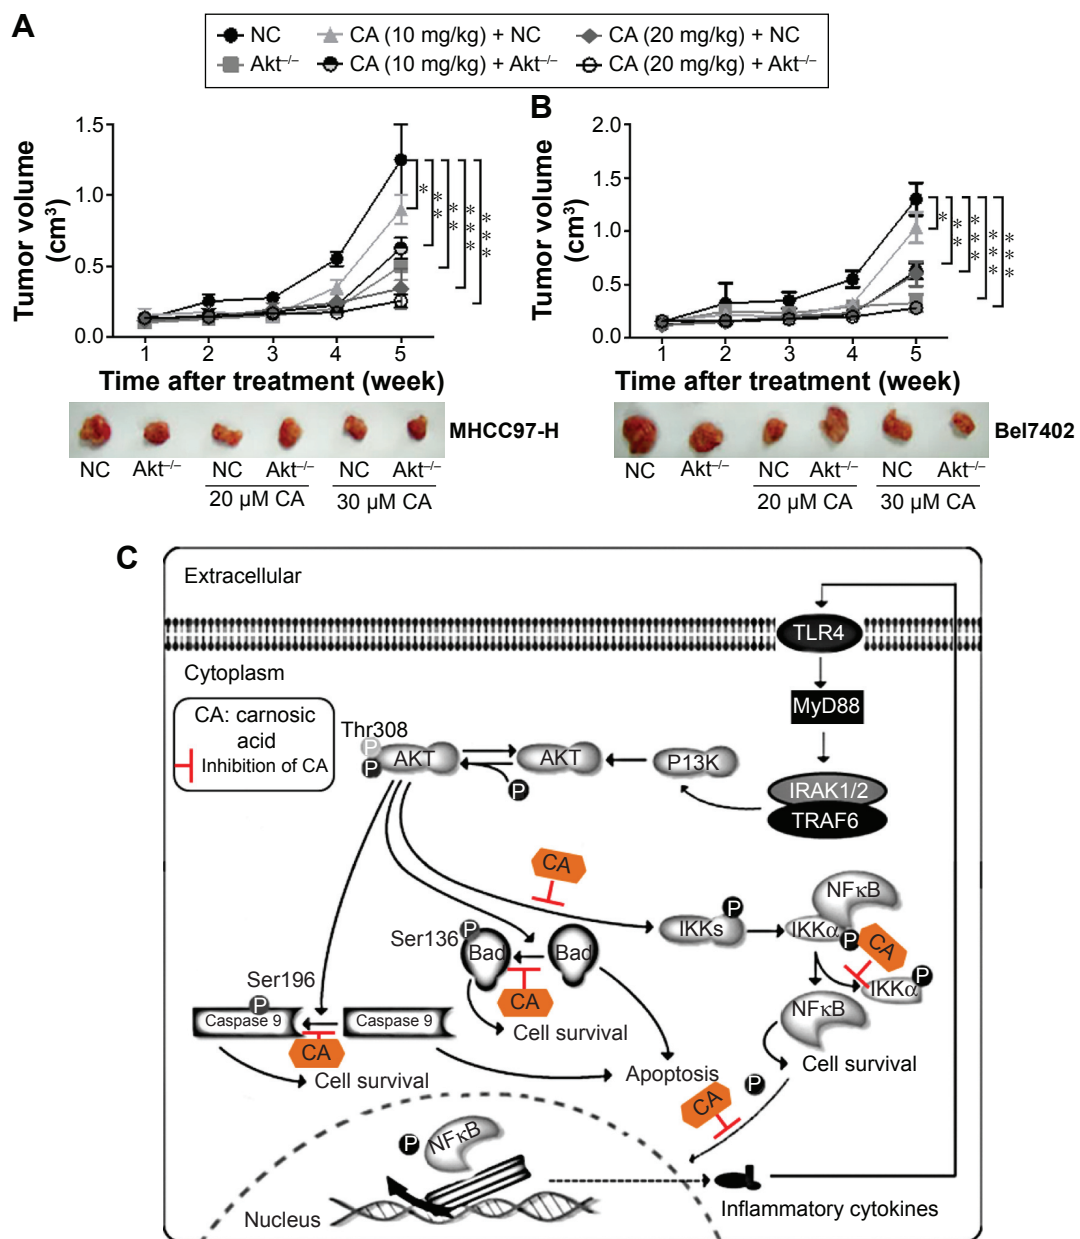 A
NC
CA (10 mg/kg) + NC
CA (20 mg/kg) + NC
Akt–/–
CA (10 mg/kg) + Akt–/–
CA (20 mg/kg) + Akt–/–
Tumor volume
(cm3)
1.5
1.0
0.5
0.0
*
**
**
***
***
1 2 3 4 5
Time after treatment (week)
MHCC97-H
NC Akt–/– NC Akt–/– NC Akt–/–
20 µM CA 30 µM CA
B
Tumor volume
(cm3)
2.0
1.5
1.0
0.5
0.0
*
**
***
***
***
1 2 3 4 5
Time after treatment (week)
Bel7402
NC Akt–/– NC Akt–/– NC Akt–/–
20 µM CA 30 µM CA
C
Extracellular
TLR4
Cytoplasm
MyD88
CA: carnosic
acid
Inhibition of CA
Thr308
P
P
AKT
AKT
P
P13K
IRAK1/2
TRAF6
CA
NFκB
P
IKKs
IKKα
P
CA
P
IKKα
Ser136
P
Bad
Bad
CA
Cell survival
NFκB
Cell survival
Ser196
P
Caspase 9
Caspase 9
CA
Cell survival
Apoptosis
P
CA
P
NFκB
Nucleus
Inflammatory cytokines